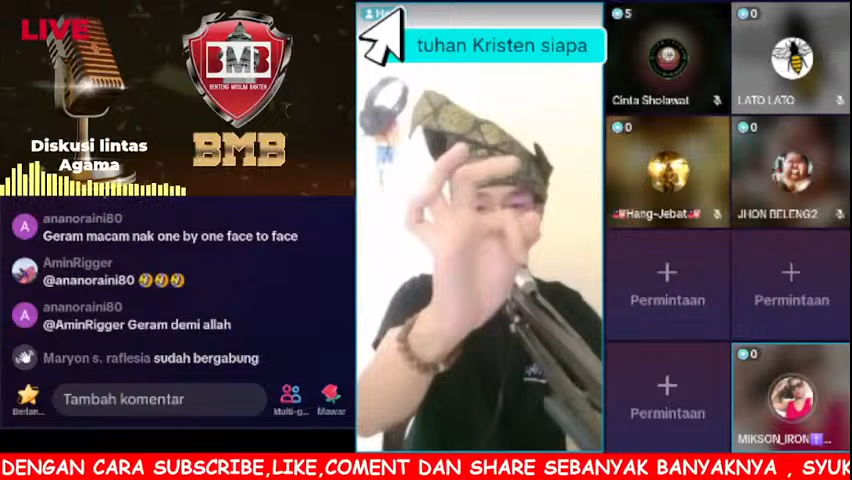 LIVE
BMB
BENTENG MUSLIM BANTEN
BMB
Diskusi lintas
Agama
ananoraini80
Geram macam nak one by one face to face
AminRigger
@ananoraini80 🤣🤣🤣
ananoraini80
@AminRigger Geram demi allah
Maryon s. raflesia sudah bergabung
Berlan...
Tambah komentar
Multi-g...
Mawar
tuhan Kristen siapa
5
Cinta Sholawat
0
LATO LATO
0
🇲🇾Hang-Jebat🇲🇾
0
JHON BELENG2
Permintaan
Permintaan
Permintaan
0
MIKSON_IRON✝️...
DENGAN CARA SUBSCRIBE,LIKE,COMENT DAN SHARE SEBANYAK BANYAKNYA , SYUK